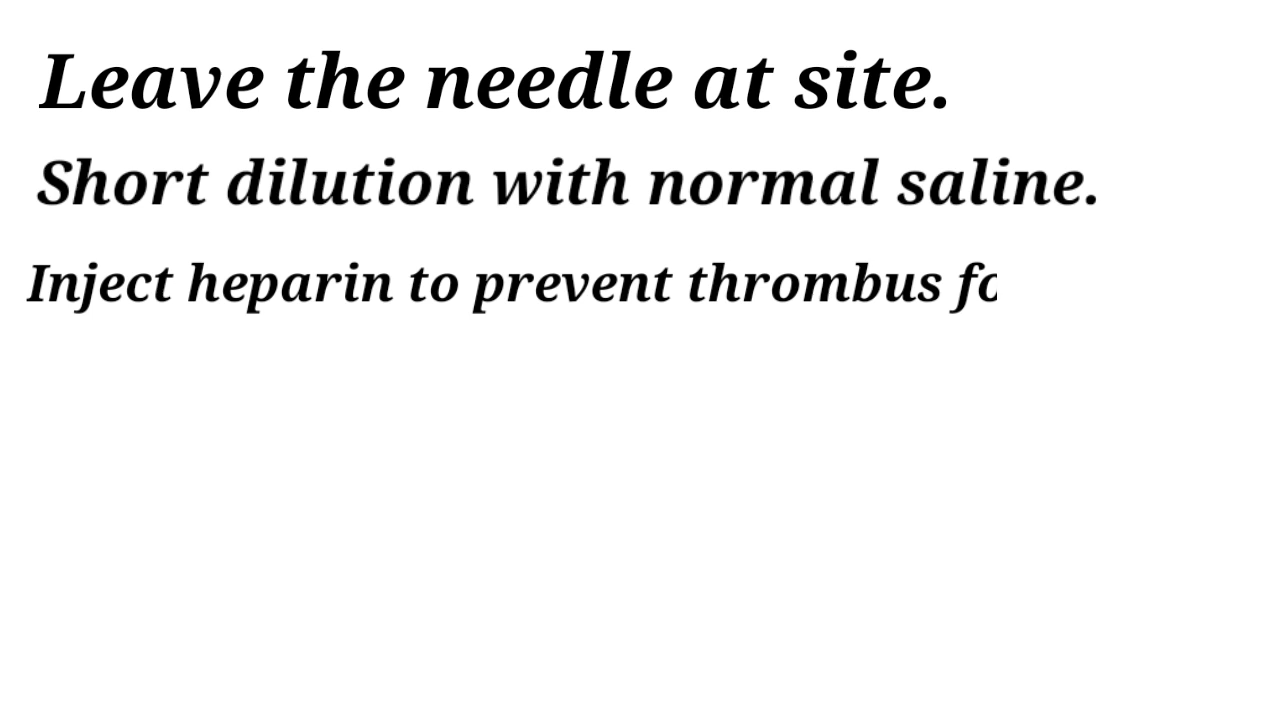 Leave the needle at site.
Short dilution with normal saline.
Inject heparin to prevent thrombus